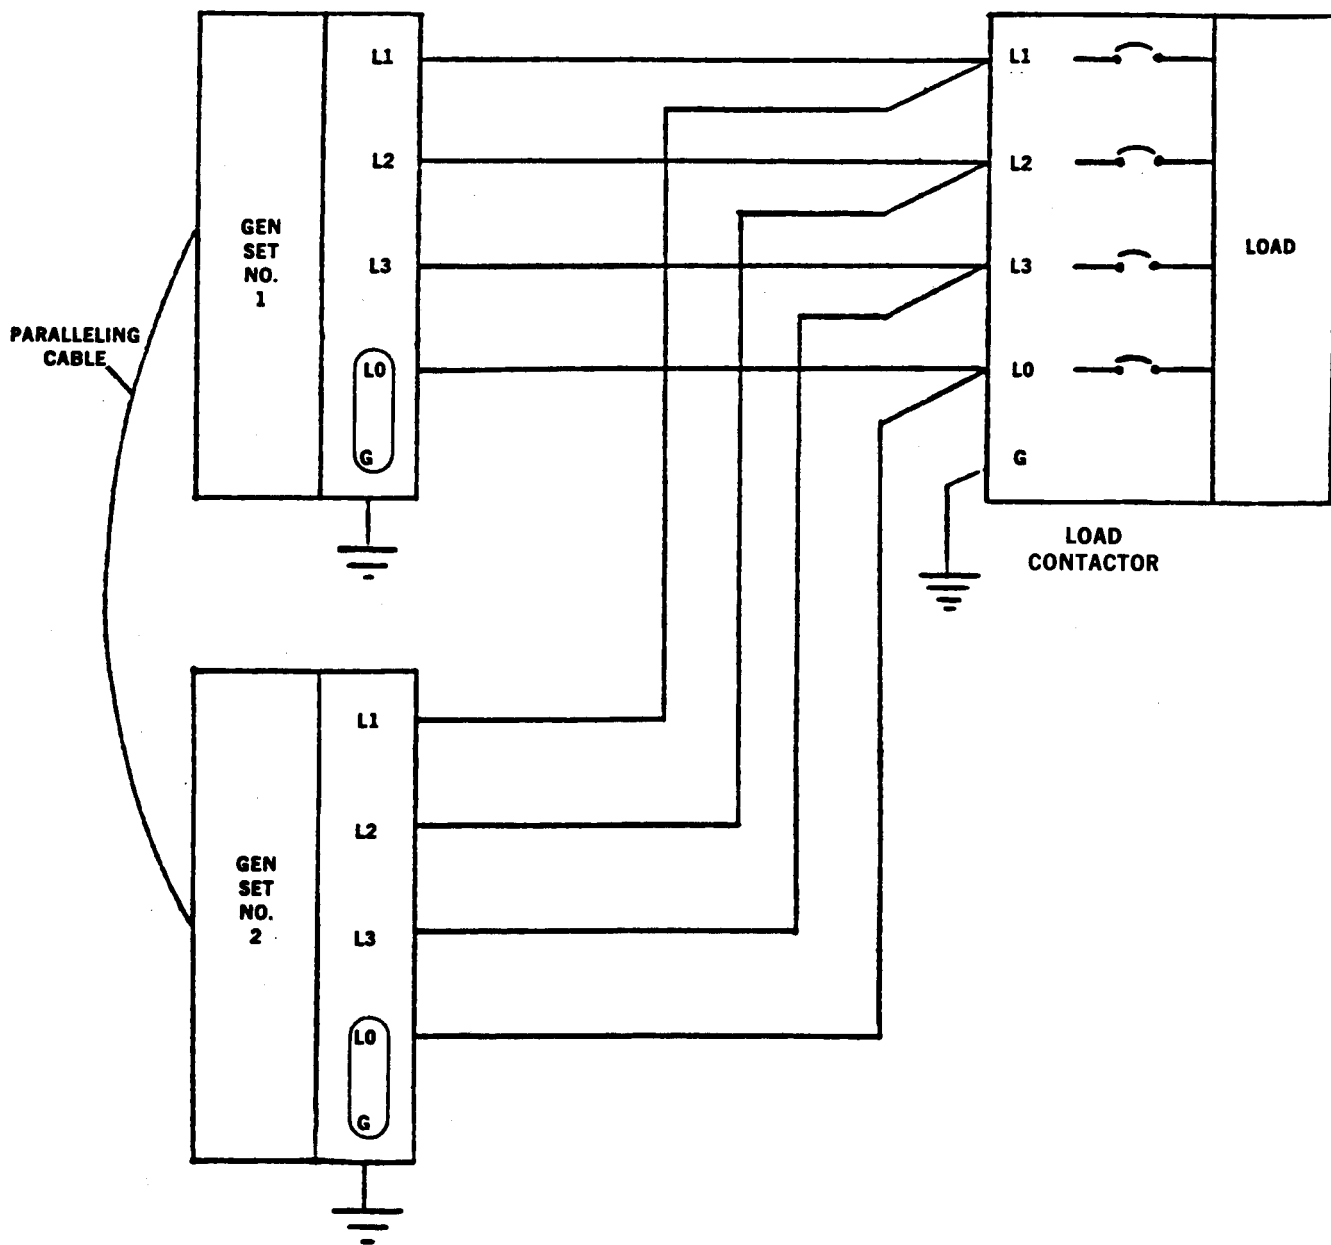 GEN
SET
NO.
1
L1
L2
L3
L0
G
PARALLELING
CABLE
L1
L2
L3
L0
G
LOAD
LOAD
CONTACTOR
GEN
SET
NO.
2
L1
L2
L3
L0
G